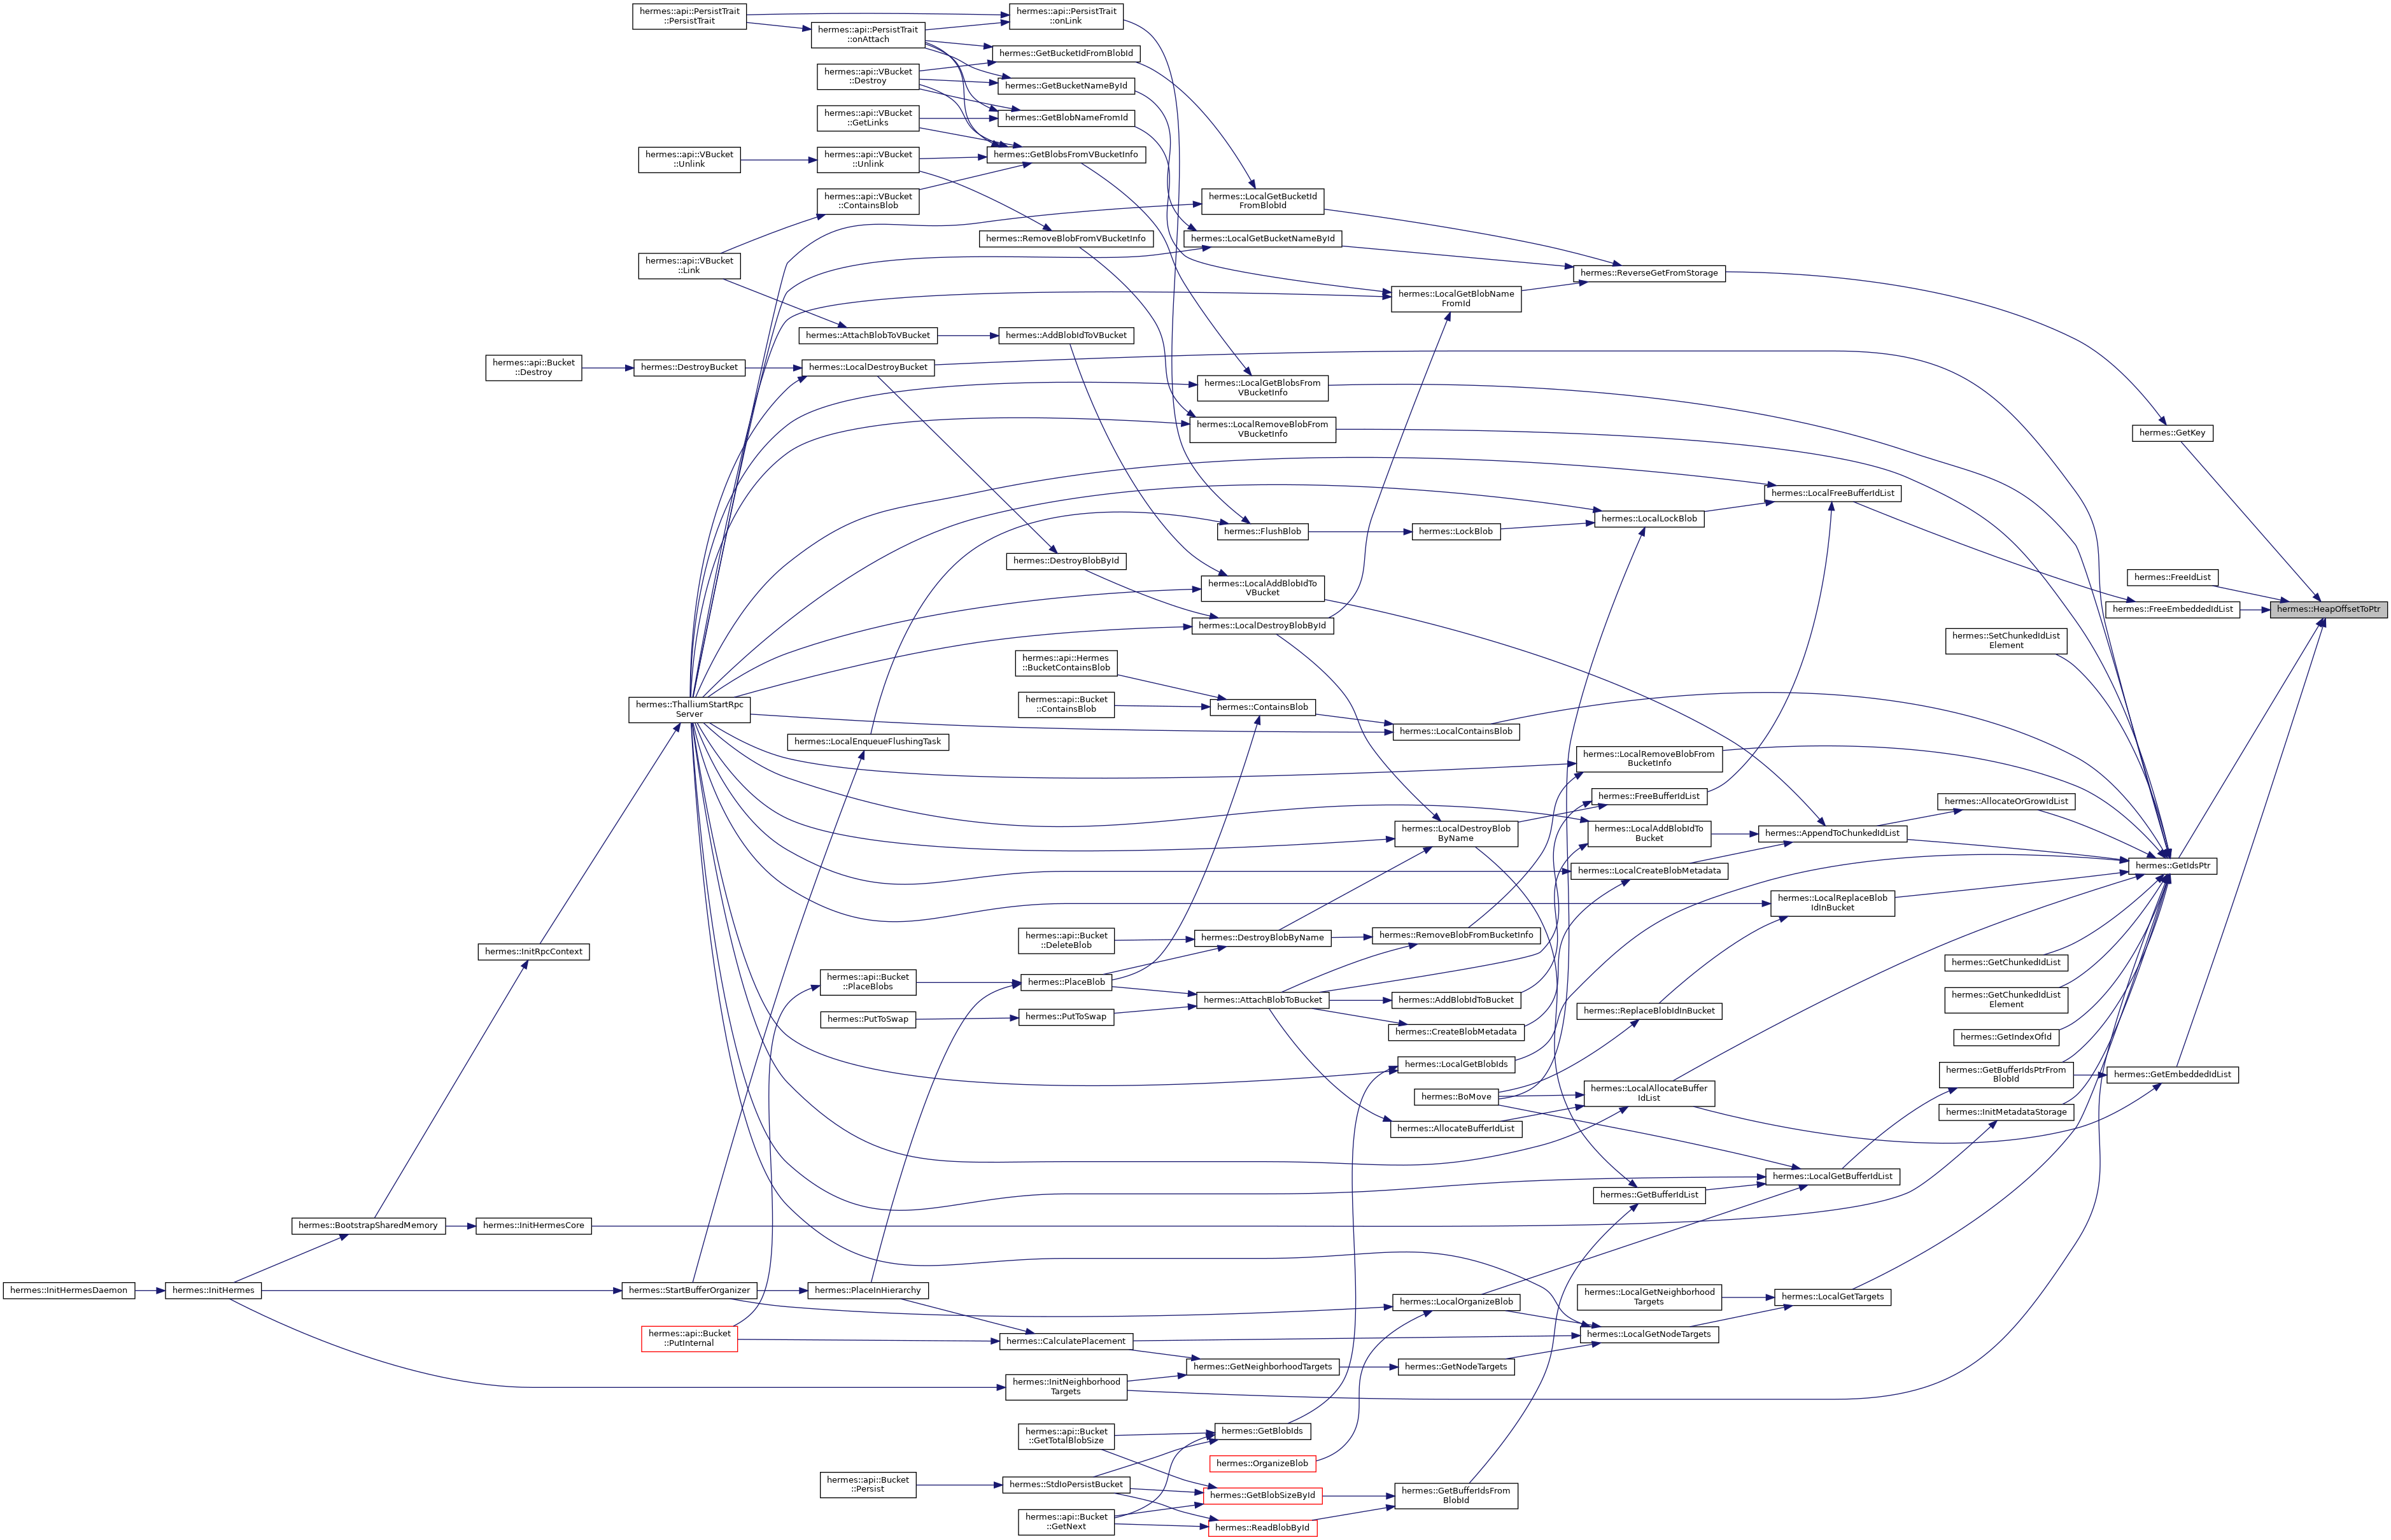 hermes::api::PersistTrait
::PersistTrait
hermes::api::PersistTrait
::onLink
hermes::api::PersistTrait
::onAttach
hermes::GetBucketIdFromBlobId
hermes::api::VBucket
::Destroy
hermes::GetBucketNameById
hermes::api::VBucket
::GetLinks
hermes::GetBlobNameFromId
hermes::api::VBucket
::Unlink
hermes::api::VBucket
::Unlink
hermes::GetBlobsFromVBucketInfo
hermes::api::VBucket
::ContainsBlob
hermes::LocalGetBucketId
FromBlobId
hermes::RemoveBlobFromVBucketInfo
hermes::LocalGetBucketNameById
hermes::api::VBucket
::Link
hermes::ReverseGetFromStorage
hermes::LocalGetBlobName
FromId
hermes::AttachBlobToVBucket
hermes::AddBlobIdToVBucket
hermes::api::Bucket
::Destroy
hermes::DestroyBucket
hermes::LocalDestroyBucket
hermes::LocalGetBlobsFrom
VBucketInfo
hermes::LocalRemoveBlobFrom
VBucketInfo
hermes::GetKey
hermes::LocalFreeBufferIdList
hermes::LocalLockBlob
hermes::FlushBlob
hermes::LockBlob
hermes::DestroyBlobById
hermes::FreeIdList
hermes::LocalAddBlobIdTo
VBucket
hermes::FreeEmbeddedIdList
hermes::HeapOffsetToPtr
hermes::LocalDestroyBlobById
hermes::SetChunkedIdList
Element
hermes::api::Hermes
::BucketContainsBlob
hermes::api::Bucket
::ContainsBlob
hermes::ContainsBlob
hermes::ThalliumStartRpc
Server
hermes::LocalContainsBlob
hermes::LocalEnqueueFlushingTask
hermes::LocalRemoveBlobFrom
BucketInfo
hermes::FreeBufferIdList
hermes::AllocateOrGrowIdList
hermes::LocalDestroyBlob
ByName
hermes::LocalAddBlobIdTo
Bucket
hermes::AppendToChunkedIdList
hermes::GetIdsPtr
hermes::LocalCreateBlobMetadata
hermes::LocalReplaceBlob
IdInBucket
hermes::api::Bucket
::DeleteBlob
hermes::DestroyBlobByName
hermes::RemoveBlobFromBucketInfo
hermes::InitRpcContext
hermes::GetChunkedIdList
hermes::api::Bucket
::PlaceBlobs
hermes::PlaceBlob
hermes::AttachBlobToBucket
hermes::AddBlobIdToBucket
hermes::GetChunkedIdList
Element
hermes::PutToSwap
hermes::PutToSwap
hermes::ReplaceBlobIdInBucket
hermes::CreateBlobMetadata
hermes::GetIndexOfId
hermes::LocalGetBlobIds
hermes::GetBufferIdsPtrFrom
BlobId
hermes::GetEmbeddedIdList
hermes::BoMove
hermes::LocalAllocateBuffer
IdList
hermes::InitMetadataStorage
hermes::AllocateBufferIdList
hermes::LocalGetBufferIdList
hermes::GetBufferIdList
hermes::BootstrapSharedMemory
hermes::InitHermesCore
hermes::InitHermesDaemon
hermes::InitHermes
hermes::StartBufferOrganizer
hermes::PlaceInHierarchy
hermes::LocalOrganizeBlob
hermes::LocalGetNeighborhood
Targets
hermes::LocalGetTargets
hermes::api::Bucket
::PutInternal
hermes::CalculatePlacement
hermes::LocalGetNodeTargets
hermes::GetNeighborhoodTargets
hermes::GetNodeTargets
hermes::InitNeighborhood
Targets
hermes::api::Bucket
::GetTotalBlobSize
hermes::GetBlobIds
hermes::OrganizeBlob
hermes::api::Bucket
::Persist
hermes::StdIoPersistBucket
hermes::GetBlobSizeById
hermes::GetBufferIdsFrom
BlobId
hermes::api::Bucket
::GetNext
hermes::ReadBlobById